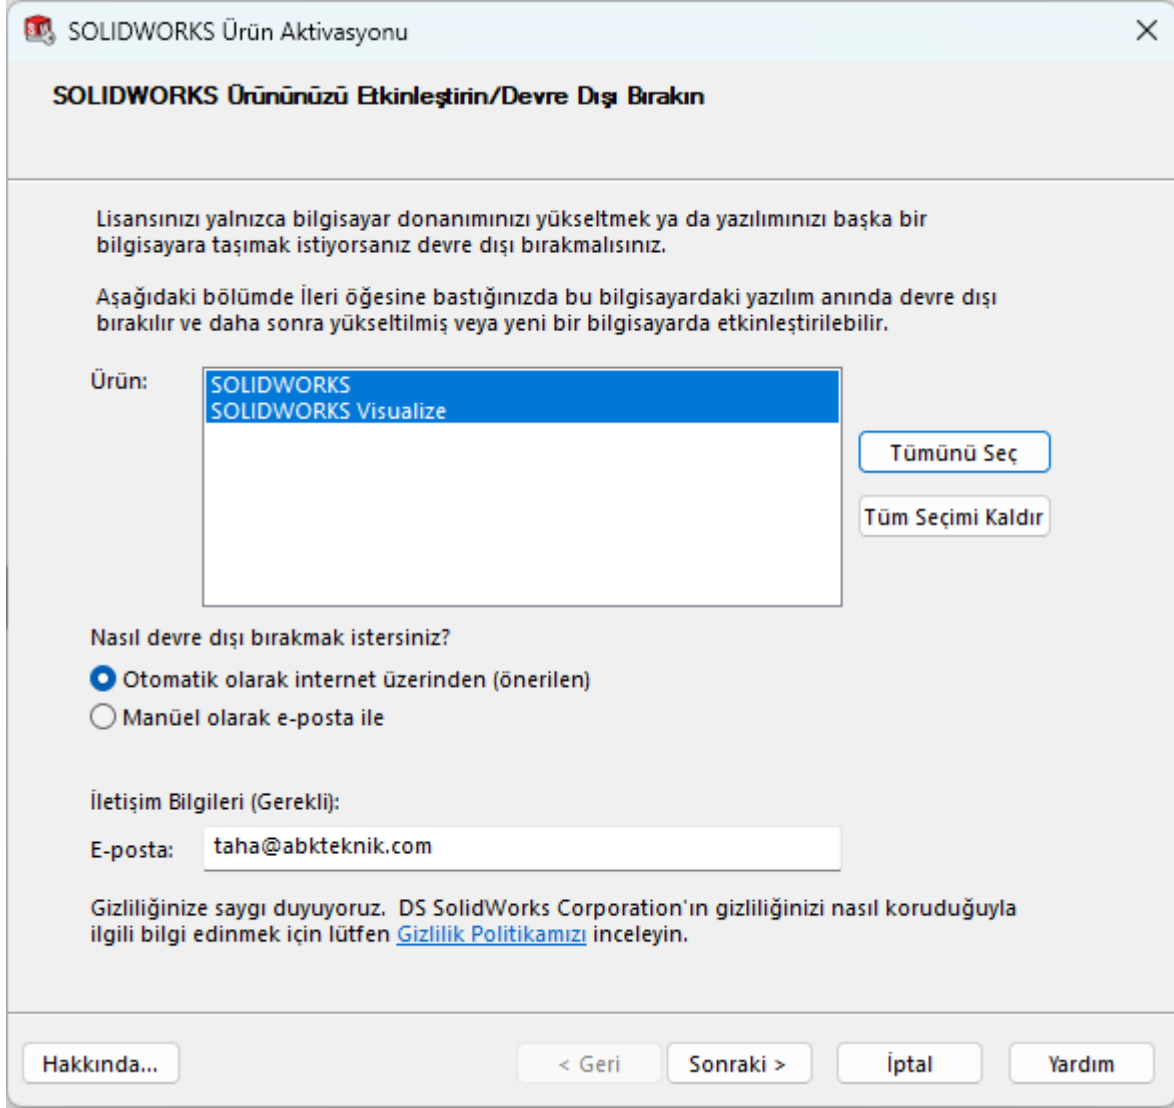 SOLIDWORKS Ürün Aktivasyonu
SOLIDWORKS Ürününüzü Etkinleştirin/Devre Dışı Bırakın
Lisansınızı yalnızca bilgisayar donanımınızı yükseltmek ya da yazılımınızı başka bir
bilgisayara taşımak istiyorsanız devre dışı bırakmalısınız.
Aşağıdaki bölümde İleri öğesine bastığınızda bu bilgisayardaki yazılım anında devre dışı
bırakılır ve daha sonra yükseltilmiş veya yeni bir bilgisayarda etkinleştirilebilir.
Ürün:
SOLIDWORKS
SOLIDWORKS Visualize
Tümünü Seç
Tüm Seçimi Kaldır
Nasıl devre dışı bırakmak istersiniz?
Otomatik olarak internet üzerinden (önerilen)
Manüel olarak e-posta ile
İletişim Bilgileri (Gerekli):
E-posta: taha@abkteknik.com
Gizliliğinize saygı duyuyoruz.  DS SolidWorks Corporation'ın gizliliğinizi nasıl koruduğuyla
ilgili bilgi edinmek için lütfen Gizlilik Politikamızı inceleyin.
Hakkında... < Geri Sonraki > İptal Yardım